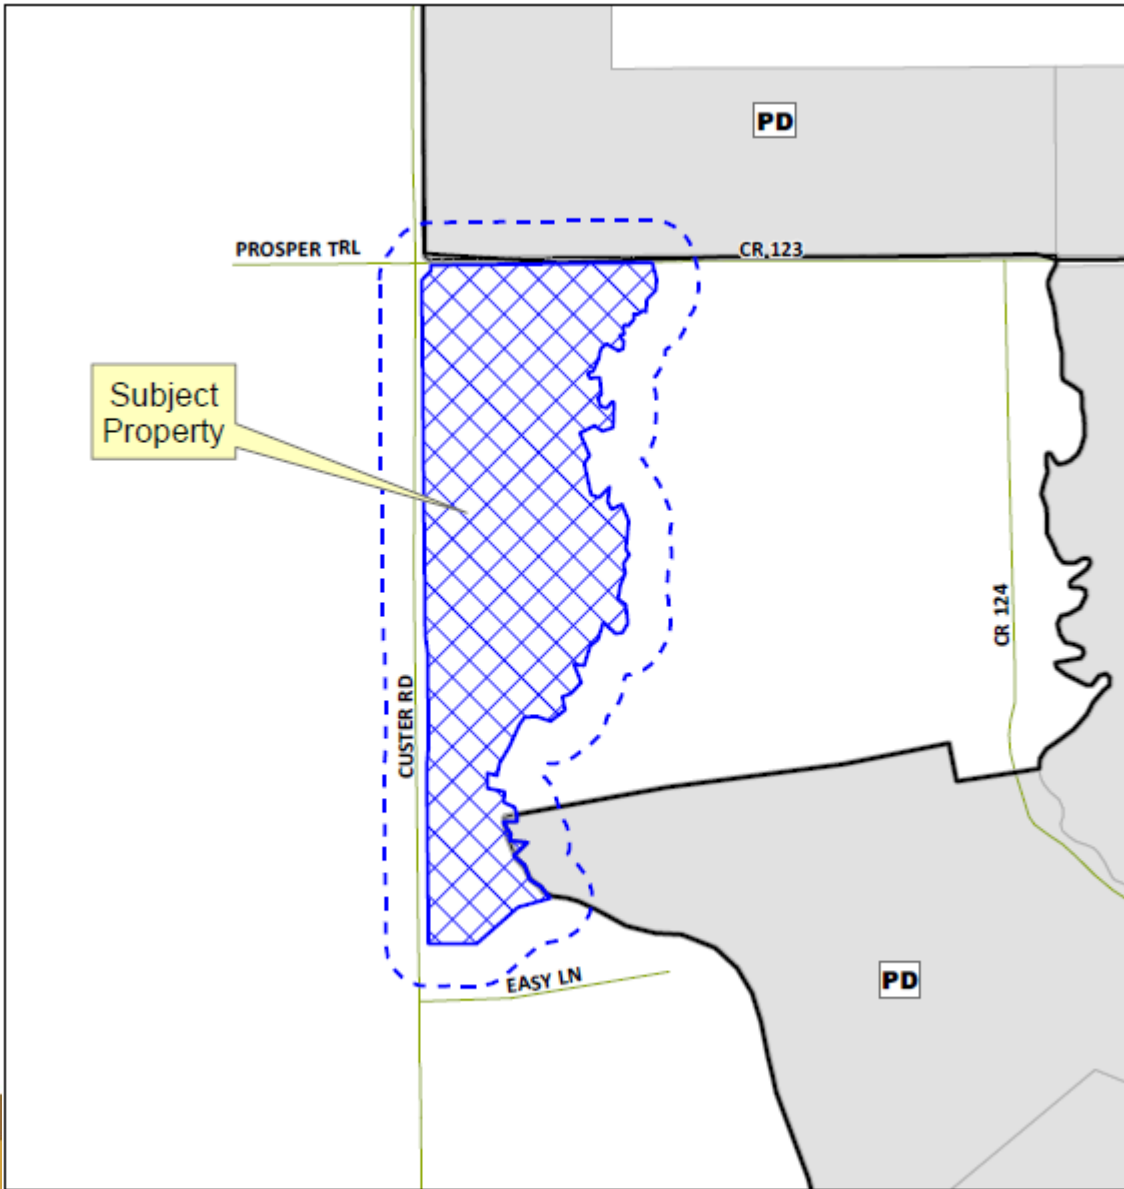 PD
PROSPER TRL
CR 123
Subject
Property
CR 124
CUSTER RD
EASY LN
PD